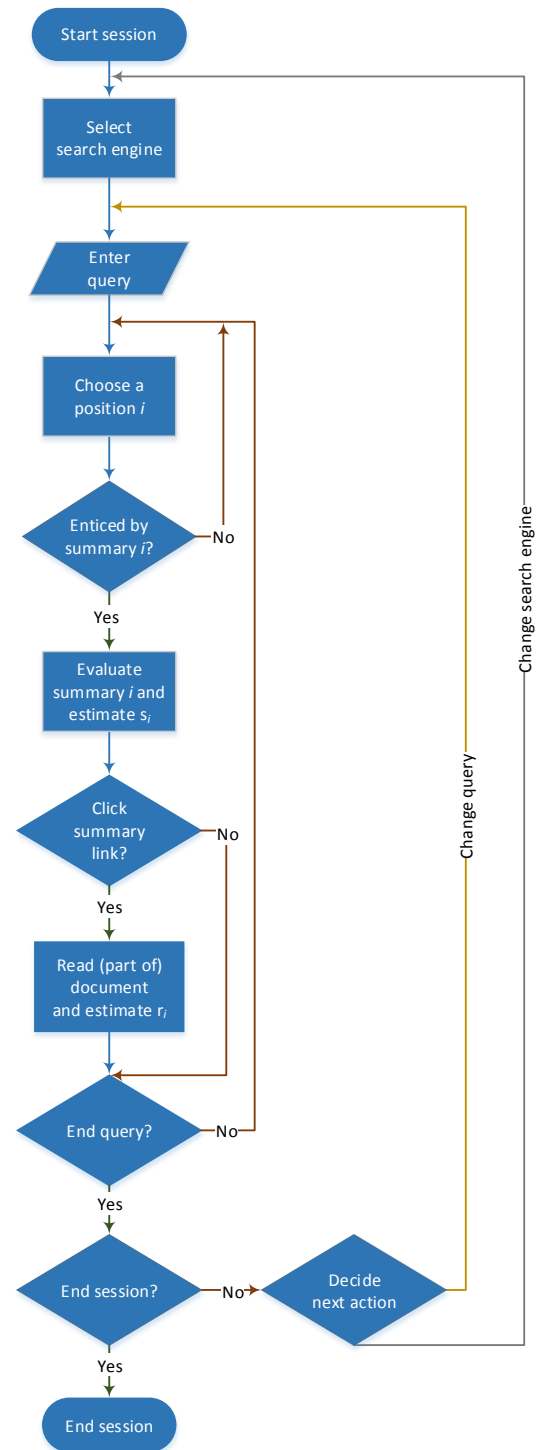 Start session
Select
search engine
Enter
query
Choose a
position i
Enticed by
summary i?
No
Yes
Evaluate
summary i and
estimate sᵢ
Click
summary
link?
No
Yes
Read (part of)
document
and estimate rᵢ
End query?
No
Yes
End session?
No
Decide
next action
Yes
End session
Change query
Change search engine